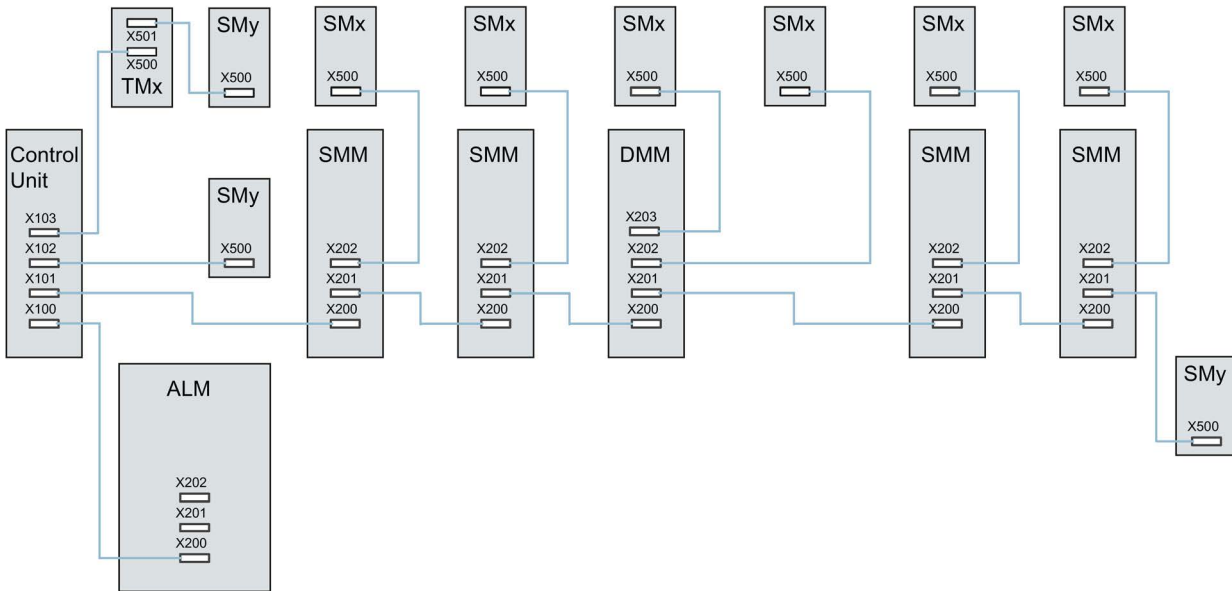 X501
X500
TMx
SMy
X500
SMx
X500
SMx
X500
SMx
X500
SMx
X500
SMx
X500
SMx
X500
Control
Unit
X103
X102
X101
X100
SMy
X500
SMM
X202
X201
X200
SMM
X202
X201
X200
DMM
X203
X202
X201
X200
SMM
X202
X201
X200
SMM
X202
X201
X200
SMy
X500
ALM
X202
X201
X200